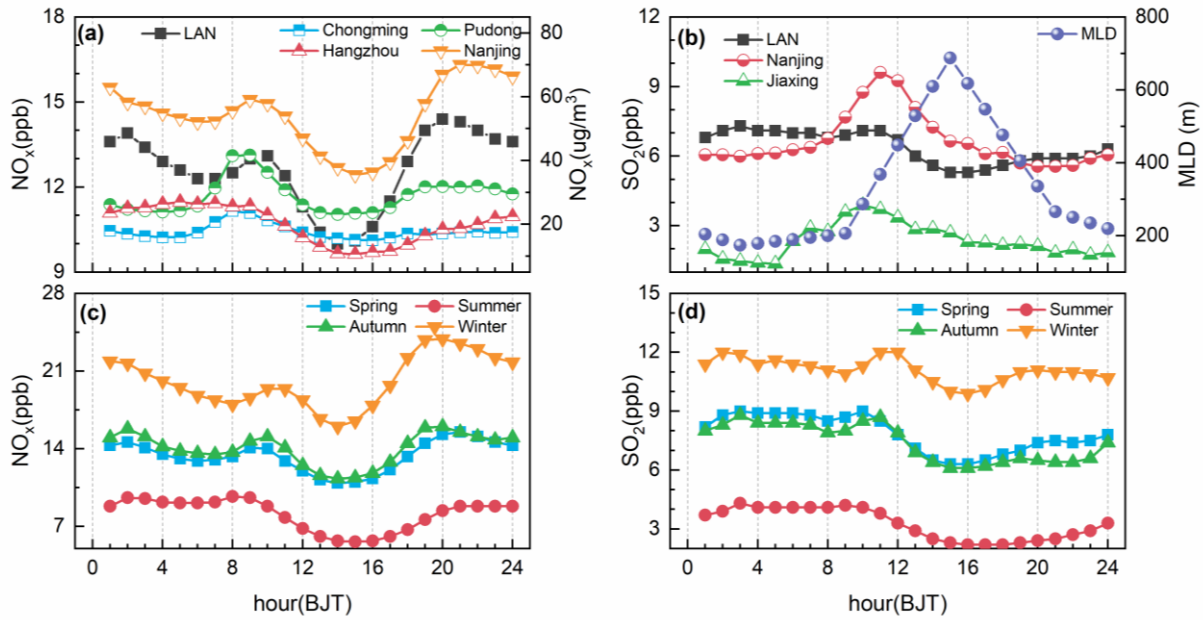 (a)
LAN
Chongming
Pudong
Hangzhou
Nanjing
18
15
12
9
NOx(ppb)
80
60
40
20
NOx(ug/m³)
(b)
LAN
MLD
Nanjing
Jiaxing
12
9
6
3
SO2(ppb)
800
600
400
200
MLD (m)
(c)
Spring
Summer
Autumn
Winter
28
21
14
7
NOx(ppb)
0 4 8 12 16 20 24
hour(BJT)
(d)
Spring
Summer
Autumn
Winter
15
12
9
6
3
SO2(ppb)
0 4 8 12 16 20 24
hour(BJT)